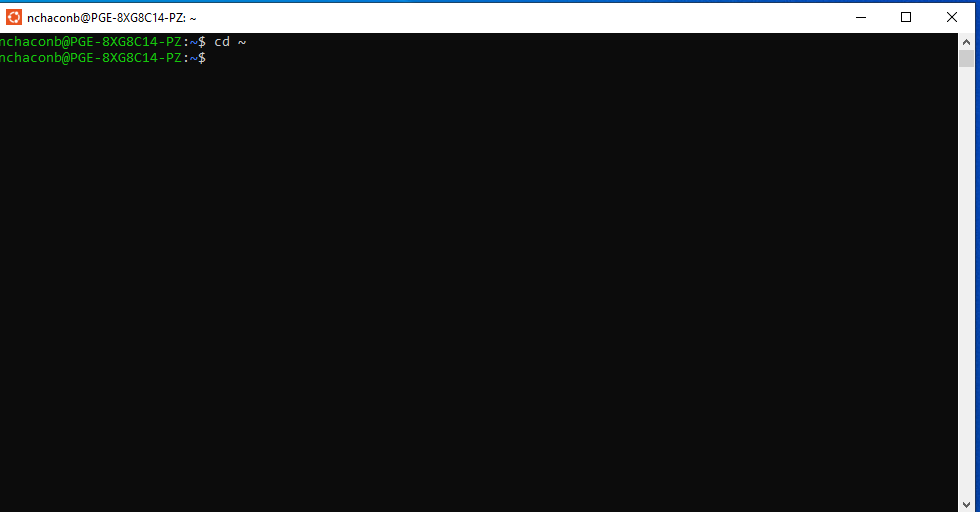 nchaconb@PGE-8XG8C14-PZ: ~
nchaconb@PGE-8XG8C14-PZ:~$ cd ~
nchaconb@PGE-8XG8C14-PZ:~$